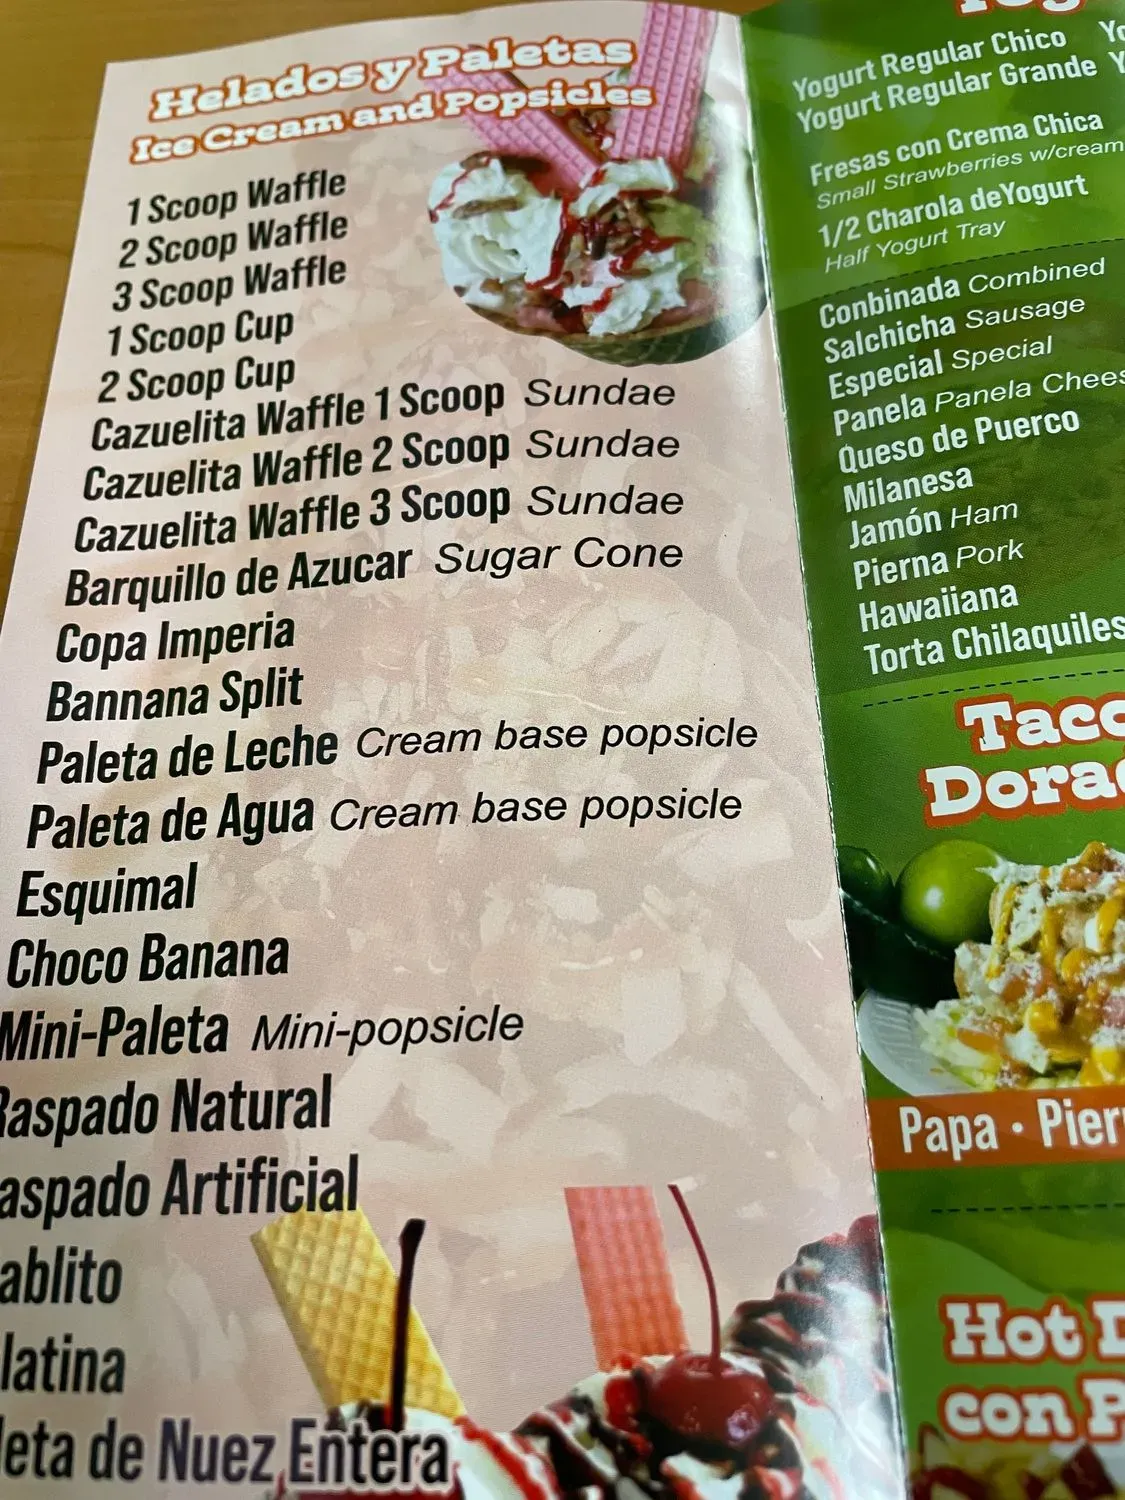 Helados y Paletas
Ice Cream and Popsicles
1 Scoop Waffle
2 Scoop Waffle
3 Scoop Waffle
1 Scoop Cup
2 Scoop Cup
Cazuelita Waffle 1 Scoop Sundae
Cazuelita Waffle 2 Scoop Sundae
Cazuelita Waffle 3 Scoop Sundae
Barquillo de Azucar Sugar Cone
Copa Imperia
Bannana Split
Paleta de Leche Cream base popsicle
Paleta de Agua Cream base popsicle
Esquimal
Choco Banana
Mini-Paleta Mini-popsicle
Raspado Natural
aspado Artificial
ablito
latina
leta de Nuez Entera
Yogurt Regular Chico
Yogurt Regular Grande
Fresas con Crema Chica
Small Strawberries w/cream
1/2 Charola deYogurt
Half Yogurt Tray
Conbinada Combined
Salchicha Sausage
Especial Special
Panela Panela Chees
Queso de Puerco
Milanesa
Jamón Ham
Pierna Pork
Hawaiiana
Torta Chilaquiles
Taco
Dorad
Papa · Pier
Hot D
con P